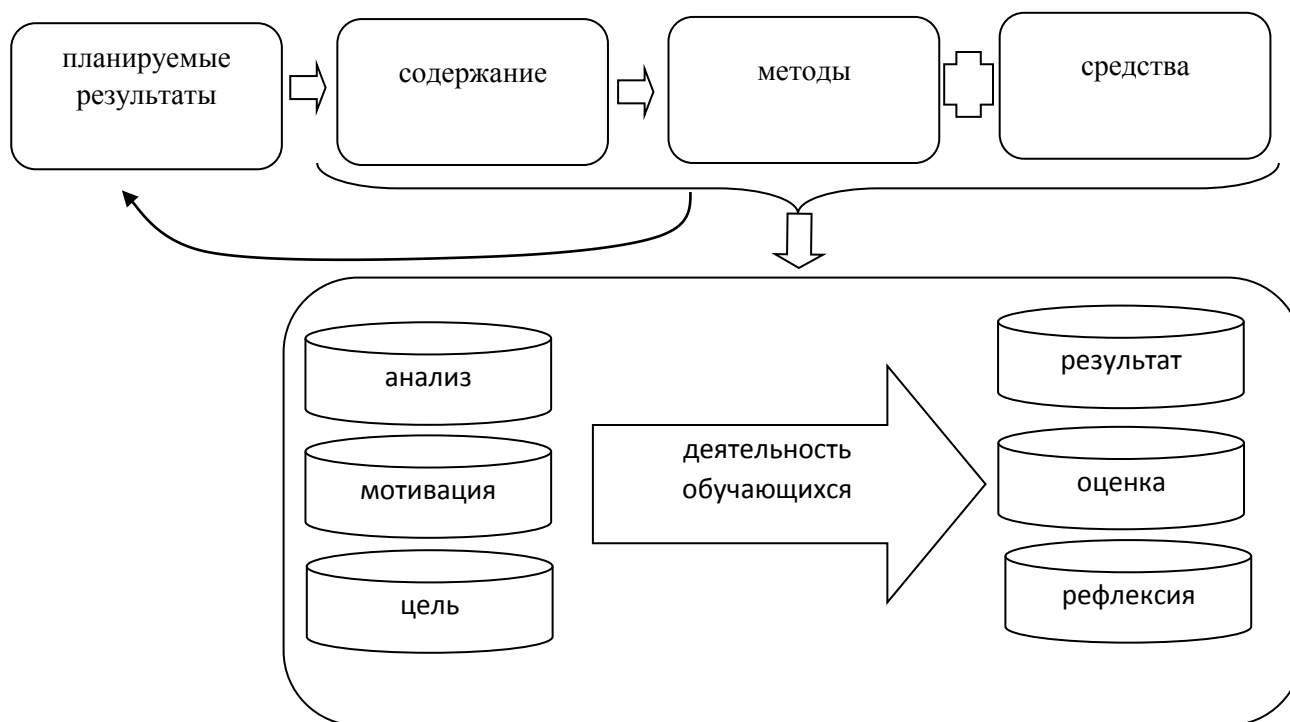 планируемые
результаты
содержание
методы
средства
анализ
мотивация
цель
деятельность
обучающихся
результат
оценка
рефлексия